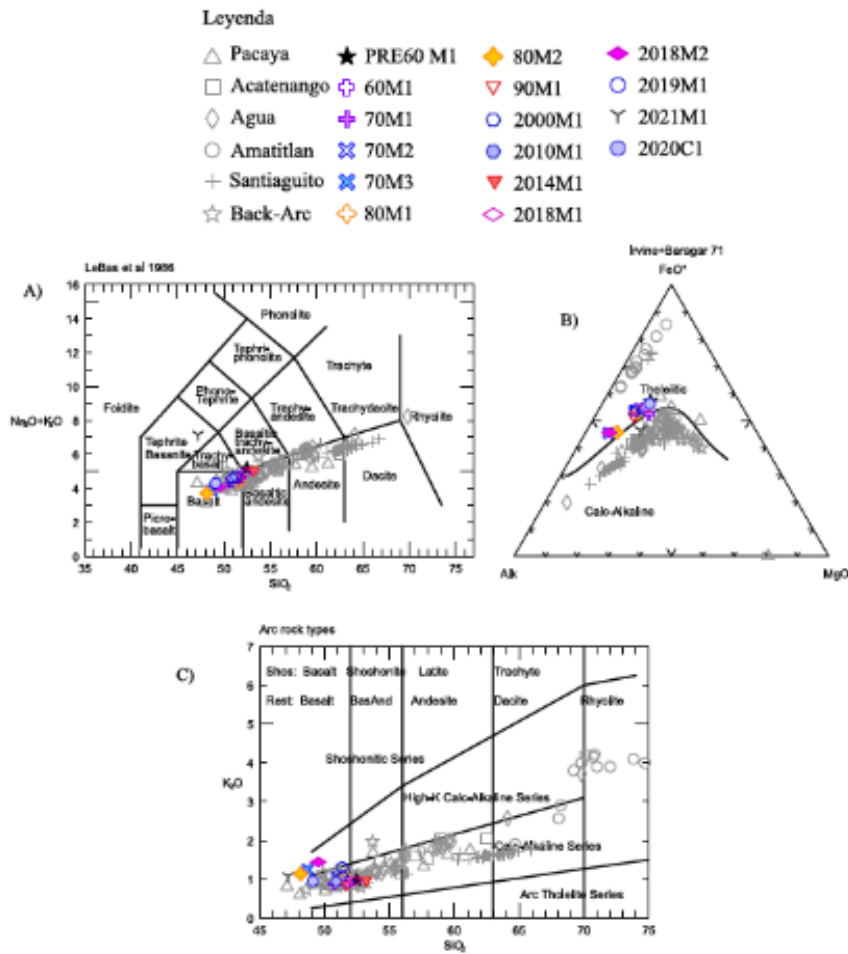 Leyenda
Pacaya PRE60 M1 80M2 2018M2
Acatenango 60M1 90M1 2019M1
Agua 70M1 2000M1 2021M1
Amatitlan 70M2 2010M1 2020C1
Santiaguito 70M3 2014M1
Back-Arc 80M1 2018M1
A)
LeBas et al 1986
Na₂O+K₂O
16
14
12
10
8
6
4
2
0
35 40 45 50 55 60 65 70 75
SiO₂
Phonolite
Tephri-
phonolite
Trachyte
Foidite
Phono-
Tephrite
Trachy-
andesite
Trachydacite
Rhyolite
Tephrite
Basanite
Basaltic
trachy-
andesite
Trachy-
basalt
Basalt
Basaltic
andesite
Andesite
Dacite
Picro-
basalt
B)
Irvine+Baragar 71
FeO*
Tholeiitic
Calc-Alkaline
Alk MgO
C)
Arc rock types
K₂O
7
6
5
4
3
2
1
0
Shos: Basalt Shoshonite Latite Trachyte
Rest: Basalt BasAnd Andesite Dacite Rhyolite
Shoshonitic Series
High-K Calc-Alkaline Series
Calc-Alkaline Series
Arc Tholeiite Series
45 50 55 60 65 70 75
SiO₂